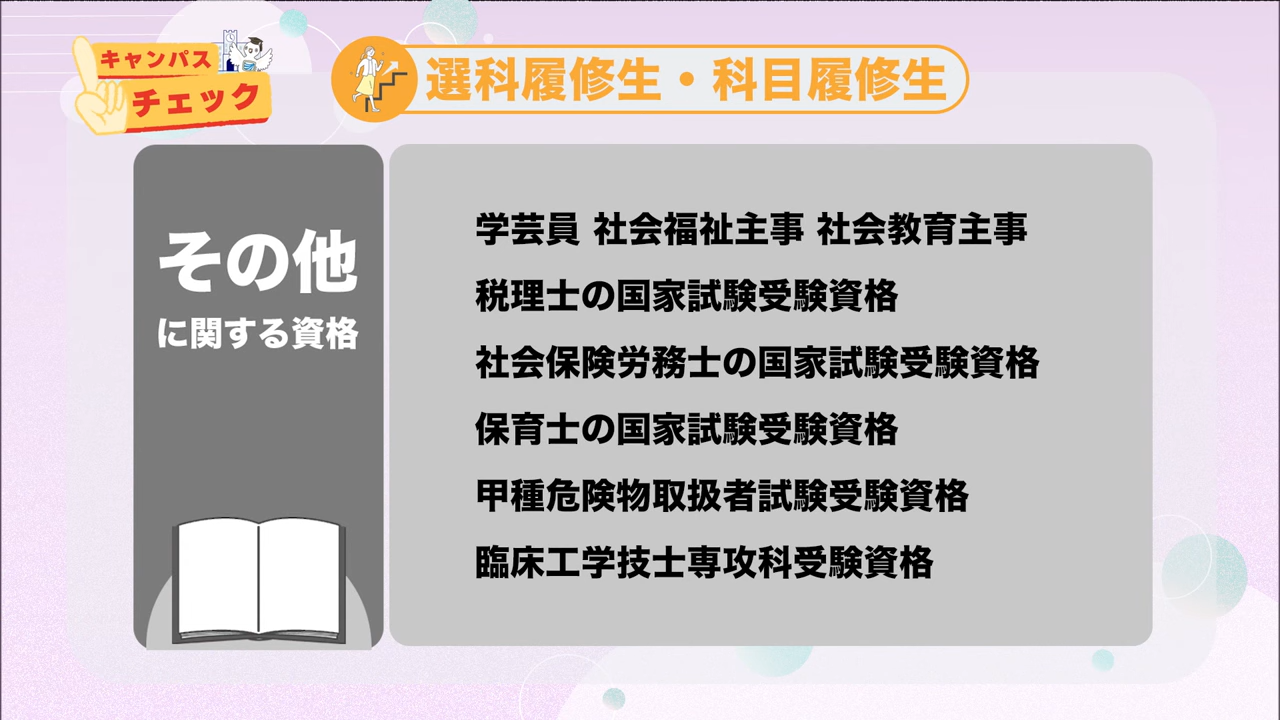 キャンパス
チェック
選科履修生・科目履修生
その他
に関する資格
学芸員 社会福祉主事 社会教育主事
税理士の国家試験受験資格
社会保険労務士の国家試験受験資格
保育士の国家試験受験資格
甲種危険物取扱者試験受験資格
臨床工学技士専攻科受験資格